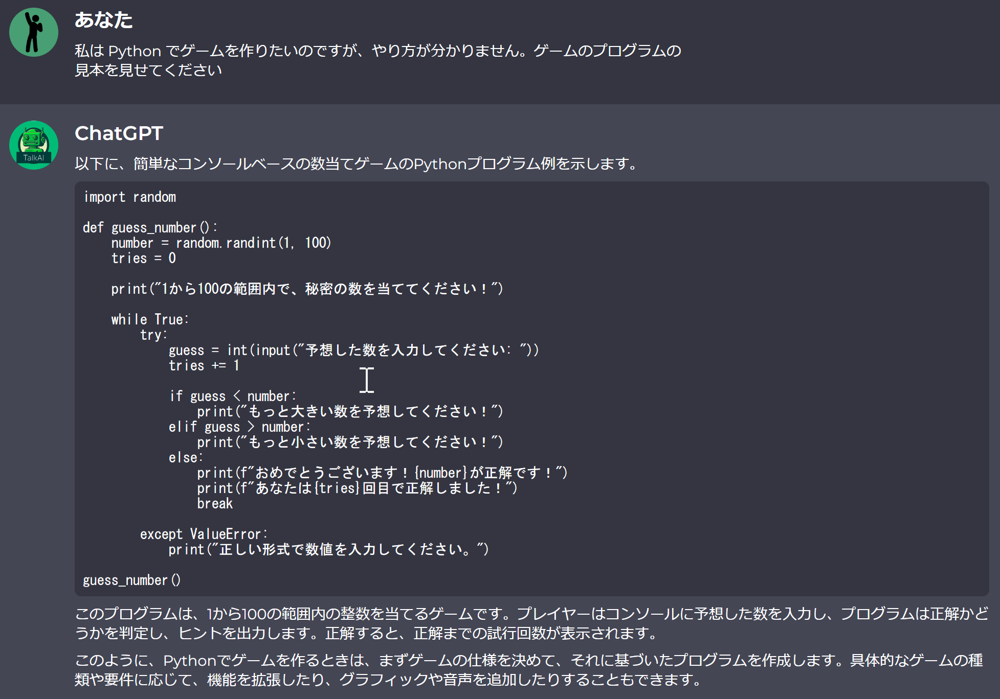 あなた
私は Python でゲームを作りたいのですが、やり方が分かりません。ゲームのプログラムの
見本を見せてください
ChatGPT
TalkAI
以下に、簡単なコンソールベースの数当てゲームのPythonプログラム例を示します。
import random
def guess_number():
    number = random.randint(1, 100)
    tries = 0
    print("1から100の範囲内で、秘密の数を当ててください！")
    while True:
        try:
            guess = int(input("予想した数を入力してください: "))
            tries += 1
            if guess < number:
                print("もっと大きい数を予想してください！")
            elif guess > number:
                print("もっと小さい数を予想してください！")
            else:
                print(f"おめでとうございます！{number}が正解です！")
                print(f"あなたは{tries}回目で正解しました！")
                break
        except ValueError:
            print("正しい形式で数値を入力してください。")
guess_number()
このプログラムは、1から100の範囲内の整数を当てるゲームです。プレイヤーはコンソールに予想した数を入力し、プログラムは正解かど
うかを判定し、ヒントを出力します。正解すると、正解までの試行回数が表示されます。
このように、Pythonでゲームを作るときは、まずゲームの仕様を決めて、それに基づいたプログラムを作成します。具体的なゲームの種
類や要件に応じて、機能を拡張したり、グラフィックや音声を追加したりすることもできます。